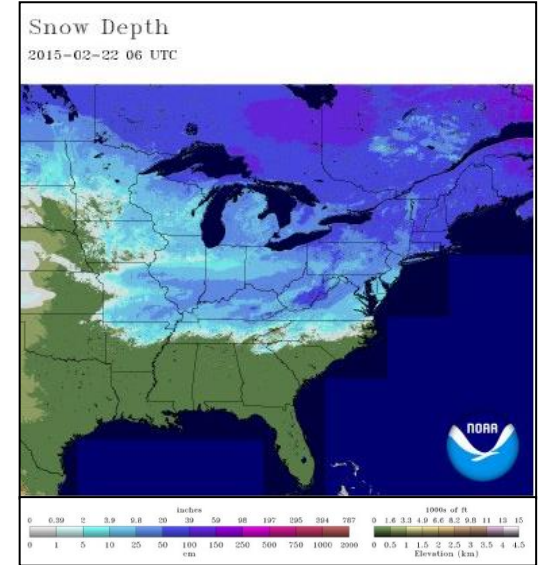 Snow Depth
2015-02-22 06 UTC
NOAA
inches
0 0.39 2 3.9 9.8 20 39 59 98 197 295 394 787
0 1 5 10 25 50 100 150 250 500 750 1000 2000
cm
1000s of ft
0 1.6 3.3 4.9 6.6 8.2 9.8 11 13 15
0 0.5 1 1.5 2 2.5 3 3.5 4 4.5
Elevation (km)